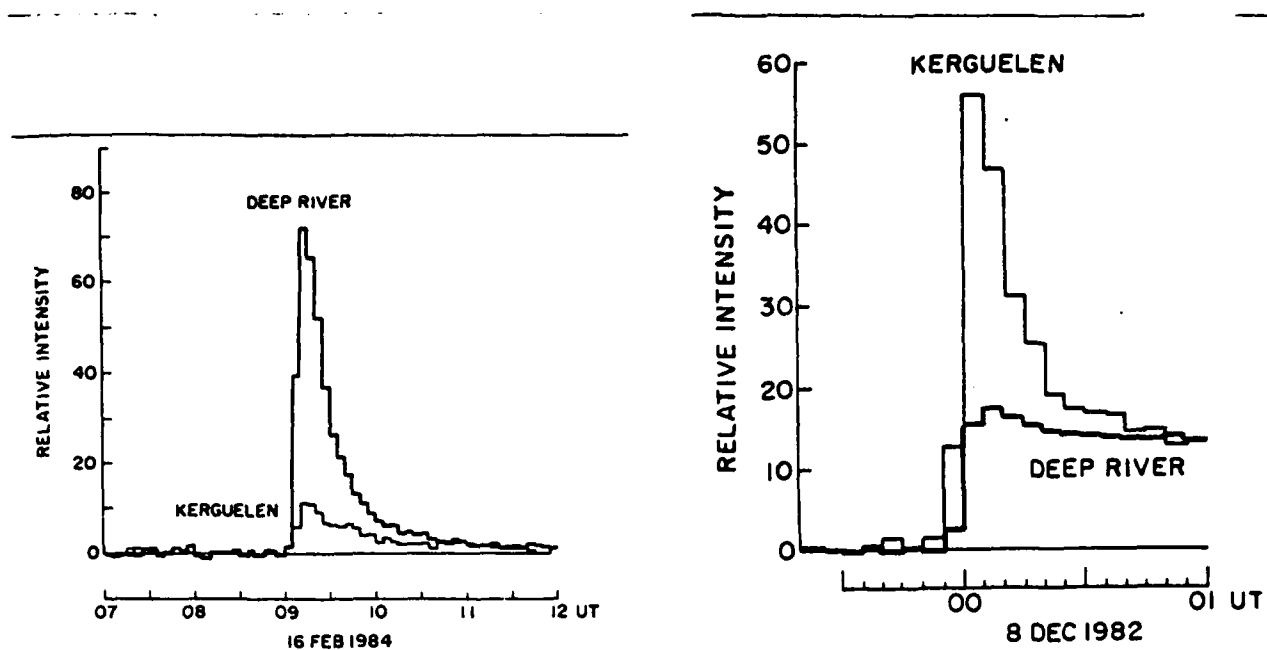 80
60
40
20
0
RELATIVE INTENSITY
DEEP RIVER
KERGUELEN
07 08 09 10 11 12 UT
16 FEB 1984
60
50
40
30
20
10
0
RELATIVE INTENSITY
KERGUELEN
DEEP RIVER
00 01 UT
8 DEC 1982